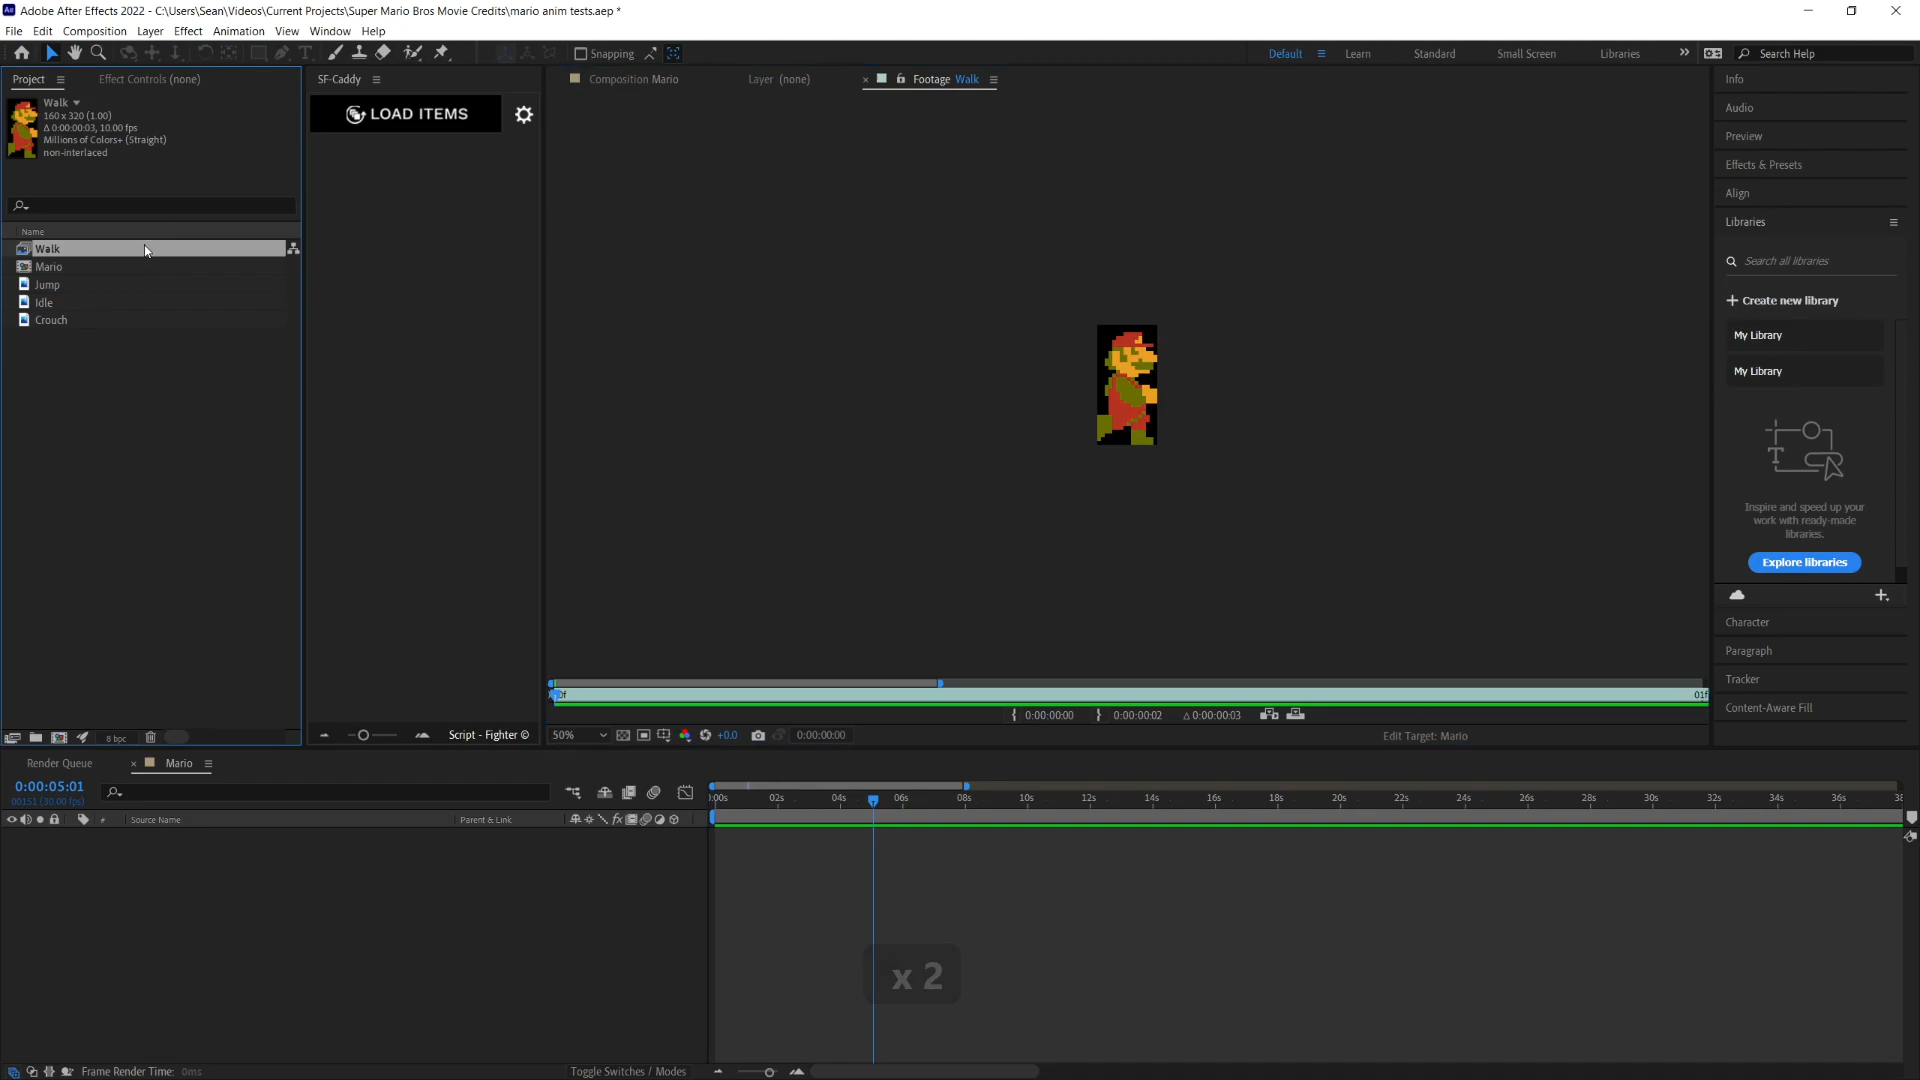 Adobe After Effects 2022 - C:\Users\Sean\Videos\Current Projects\Super Mario Bros Movie Credits\mario anim tests.aep *
File Edit Composition Layer Effect Animation View Window Help
Snapping
Default Learn Standard Small Screen Libraries Search Help
Project Effect Controls (none) SF-Caddy Composition Mario Layer (none) Footage Walk Info
Walk
160 x 320 (1.00)
Δ 0:00:00:03, 10.00 fps
Millions of Colors+ (Straight)
non-interlaced
LOAD ITEMS
Audio
Preview
Effects & Presets
Align
Libraries
Search all libraries
Create new library
My Library
My Library
Inspire and speed up your
work with ready-made
libraries.
Explore libraries
Character
Paragraph
Tracker
Content-Aware Fill
Name
Walk
Mario
Jump
Idle
Crouch
01f
0:00:00:00 0:00:00:02 Δ 0:00:00:03
8 bpc Script - Fighter © 50% +0.0 0:00:00:00 Edit Target: Mario
Render Queue Mario
0:00:05:01
00151 (30.00 fps)
:00s 02s 04s 06s 08s 10s 12s 14s 16s 18s 20s 22s 24s 26s 28s 30s 32s 34s 36s
# Source Name Parent & Link
x 2
Frame Render Time: 0ms Toggle Switches / Modes